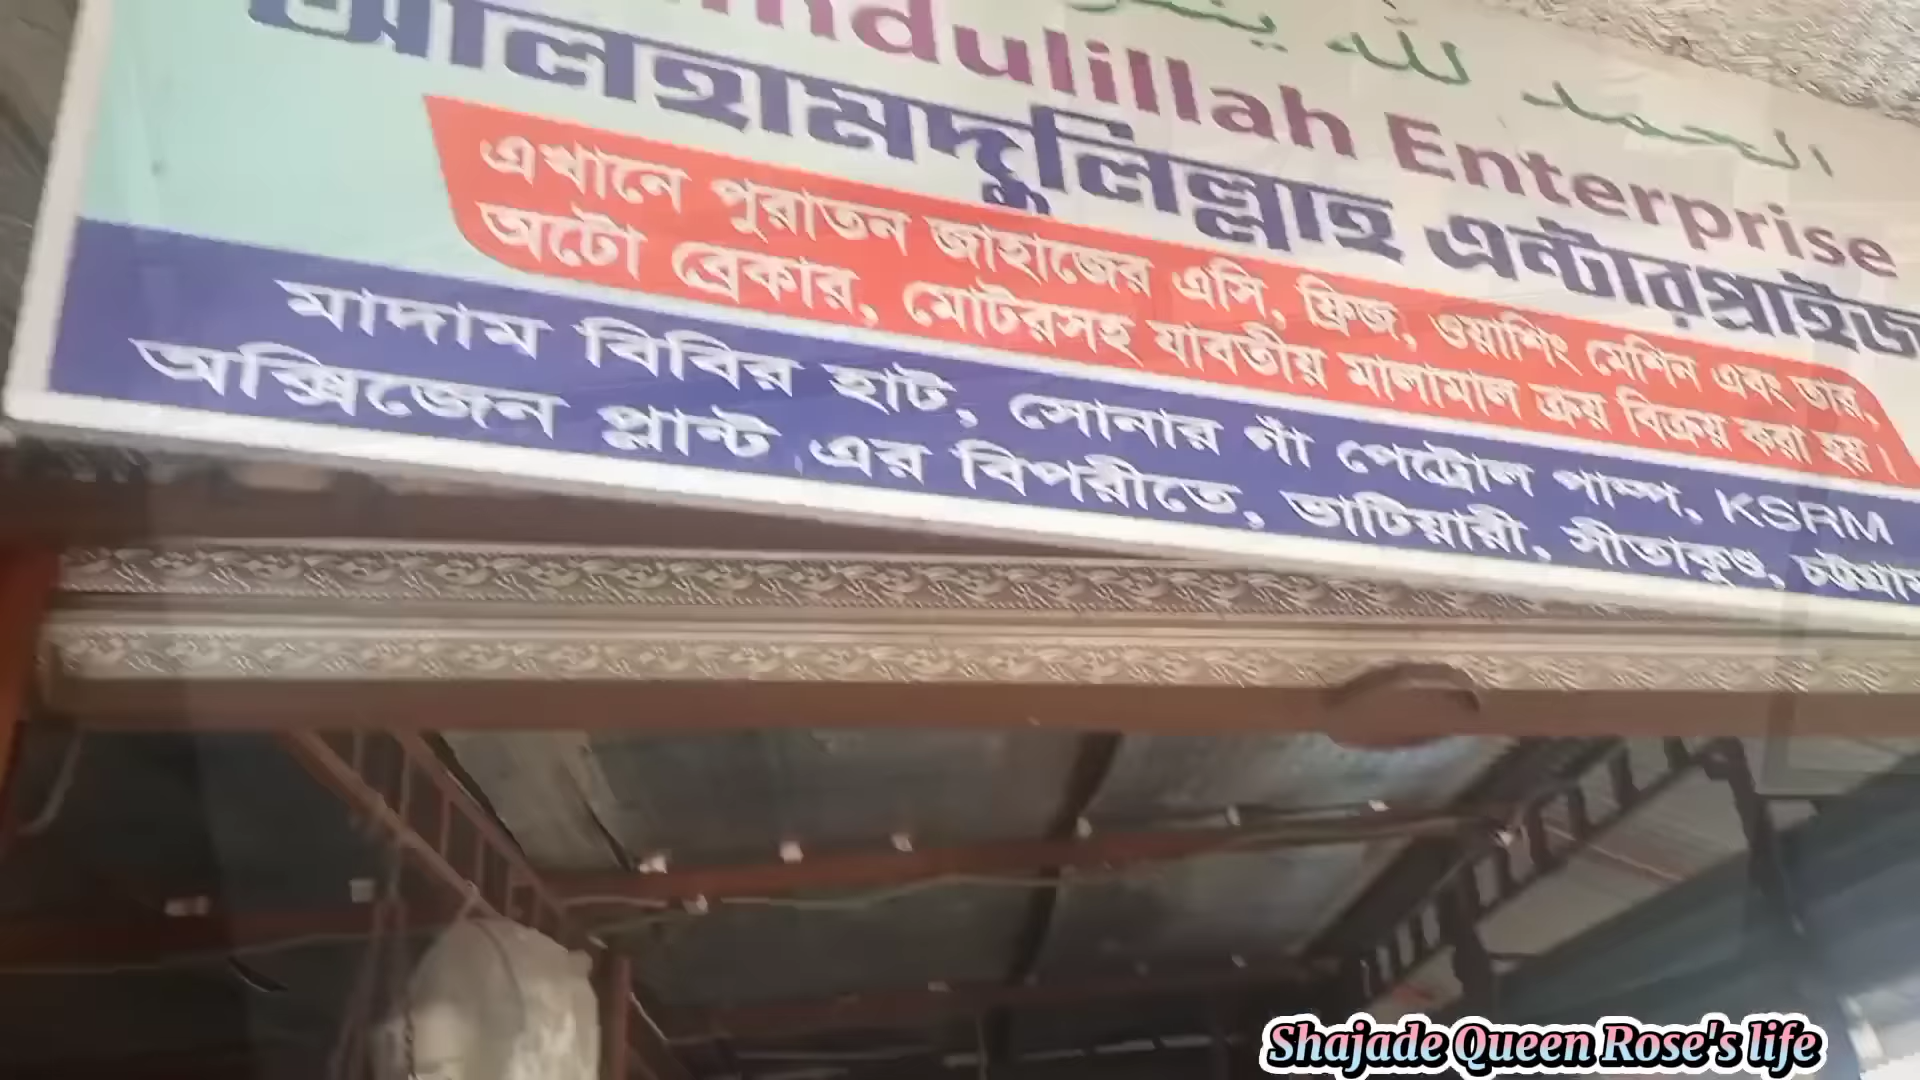 الحمد لله
ndulillah Enterprise
আলহামদুলিল্লাহ এন্টারপ্রাইজ
এখানে পুরাতন জাহাজের এসি, ফ্রিজ, ওয়াশিং মেশিন এবং তার,
অটো ব্রেকার, মোটরসহ যাবতীয় মালামাল ক্রয় বিক্রয় করা হয়।
মাদাম বিবির হাট, সোনার গাঁ পেট্রোল পাম্প, KSRM
অক্সিজেন প্লান্ট এর বিপরীতে, ভাটিয়ারী, সীতাকুণ্ড, চট্টগ্রাম
Shajade Queen Rose's life